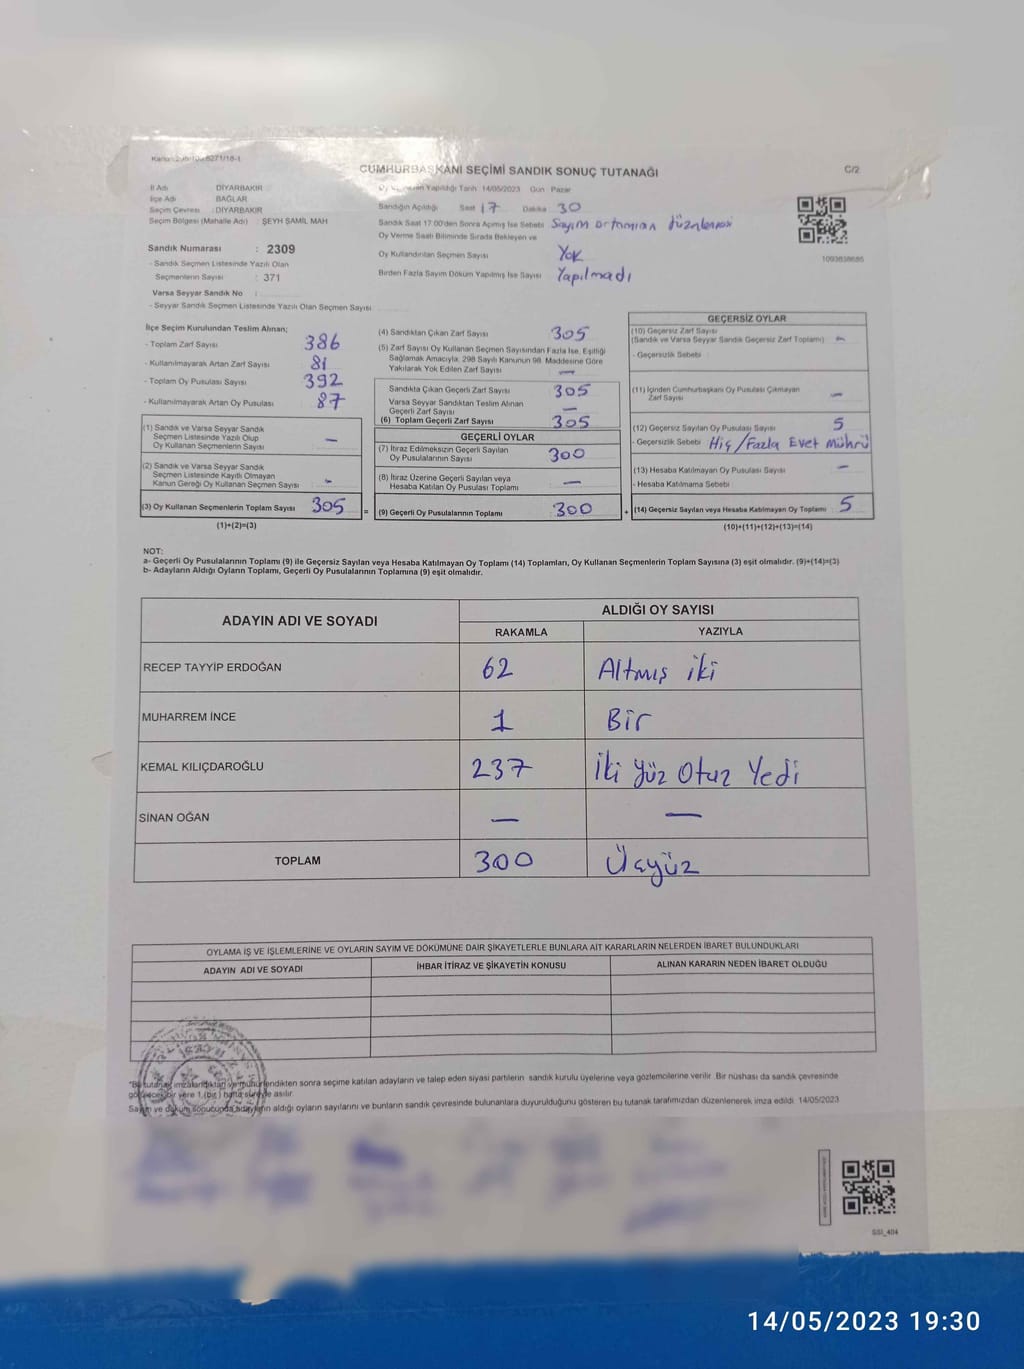 CUMHURBAŞKANI SEÇİMİ SANDIK SONUÇ TUTANAĞI
C/2
İl Adı : DİYARBAKIR
İlçe Adı : BAĞLAR
Seçim Çevresi : DİYARBAKIR
Seçim Bölgesi (Mahalle Adı) : ŞEYH ŞAMİL MAH
Sandık Numarası : 2309
- Sandık Seçmen Listesinde Yazılı Olan
Seçmenlerin Sayısı : 371
Varsa Seyyar Sandık No :
- Seyyar Sandık Seçmen Listesinde Yazılı Olan Seçmen Sayısı
Yapıldığı Tarih 14/05/2023 Gün Pazar
Sandığın Açıldığı Saat 17 Dakika 30
Sandık Saat 17.00'den Sonra Açılmış İse Sebebi Sayım ortamının düzenlenmesi
Oy Verme Saati Bitiminde Sırada Bekleyen ve
Oy Kullandırılan Seçmen Sayısı Yok
Birden Fazla Sayım Döküm Yapılmış İse Sayısı Yapılmadı
1093838685
İlçe Seçim Kurulundan Teslim Alınan;
- Toplam Zarf Sayısı 386
- Kullanılmayarak Artan Zarf Sayısı 81
- Toplam Oy Pusulası Sayısı 392
- Kullanılmayarak Artan Oy Pusulası 87
(1) Sandık ve Varsa Seyyar Sandık
Seçmen Listesinde Yazılı Olup
Oy Kullanan Seçmenlerin Sayısı —
(2) Sandık ve Varsa Seyyar Sandık
Seçmen Listesinde Kayıtlı Olmayan
Kanun Gereği Oy Kullanan Seçmen Sayısı -
(3) Oy Kullanan Seçmenlerin Toplam Sayısı 305
(1)+(2)=(3)
(4) Sandıktan Çıkan Zarf Sayısı 305
(5) Zarf Sayısı Oy Kullanan Seçmen Sayısından Fazla İse, Eşitliği
Sağlamak Amacıyla, 298 Sayılı Kanunun 98. Maddesine Göre
Yakılarak Yok Edilen Zarf Sayısı —
Sandıkta Çıkan Geçerli Zarf Sayısı 305
Varsa Seyyar Sandıktan Teslim Alınan
Geçerli Zarf Sayısı —
(6) Toplam Geçerli Zarf Sayısı 305
GEÇERLİ OYLAR
(7) İtiraz Edilmeksizin Geçerli Sayılan
Oy Pusulalarının Sayısı 300
(8) İtiraz Üzerine Geçerli Sayılan veya
Hesaba Katılan Oy Pusulası Toplamı —
= (9) Geçerli Oy Pusulalarının Toplamı 300
GEÇERSİZ OYLAR
(10) Geçersiz Zarf Sayısı
(Sandık ve Varsa Seyyar Sandık Geçersiz Zarf Toplamı) -
- Geçersizlik Sebebi :
(11) İçinden Cumhurbaşkanı Oy Pusulası Çıkmayan
Zarf Sayısı —
(12) Geçersiz Sayılan Oy Pusulası Sayısı 5
- Geçersizlik Sebebi Hiç/Fazla Evet Mührü
(13) Hesaba Katılmayan Oy Pusulası Sayısı —
- Hesaba Katılmama Sebebi
+ (14) Geçersiz Sayılan veya Hesaba Katılmayan Oy Toplamı 5
(10)+(11)+(12)+(13)=(14)
NOT:
a- Geçerli Oy Pusulalarının Toplamı (9) ile Geçersiz Sayılan veya Hesaba Katılmayan Oy Toplamı (14) Toplamları, Oy Kullanan Seçmenlerin Toplam Sayısına (3) eşit olmalıdır. (9)+(14)=(3)
b- Adayların Aldığı Oyların Toplamı, Geçerli Oy Pusulalarının Toplamına (9) eşit olmalıdır.
ADAYIN ADI VE SOYADI ALDIĞI OY SAYISI
RAKAMLA YAZIYLA
RECEP TAYYİP ERDOĞAN 62 Altmış iki
MUHARREM İNCE 1 Bir
KEMAL KILIÇDAROĞLU 237 İki yüz Otuz Yedi
SİNAN OĞAN — —
TOPLAM 300 Üçyüz
OYLAMA İŞ VE İŞLEMLERİNE VE OYLARIN SAYIM VE DÖKÜMÜNE DAİR ŞİKAYETLERLE BUNLARA AİT KARARLARIN NELERDEN İBARET BULUNDUKLARI
ADAYIN ADI VE SOYADI İHBAR İTİRAZ VE ŞİKAYETİN KONUSU ALINAN KARARIN NEDEN İBARET OLDUĞU
*Bu tutanak imzalandıktan ve mühürlendikten sonra seçime katılan adayların ve talep eden siyasi partilerin sandık kurulu üyelerine veya gözlemcilerine verilir. Bir nüshası da sandık çevresinde
görülecek bir yere 1 (bir) hafta süreyle asılır
Sayım ve döküm sonucunda adayların aldığı oyların sayılarını ve bunların sandık çevresinde bulunanlara duyurulduğunu gösteren bu tutanak tarafımızdan düzenlenerek imza edildi. 14/05/2023
GSI_404
14/05/2023 19:30